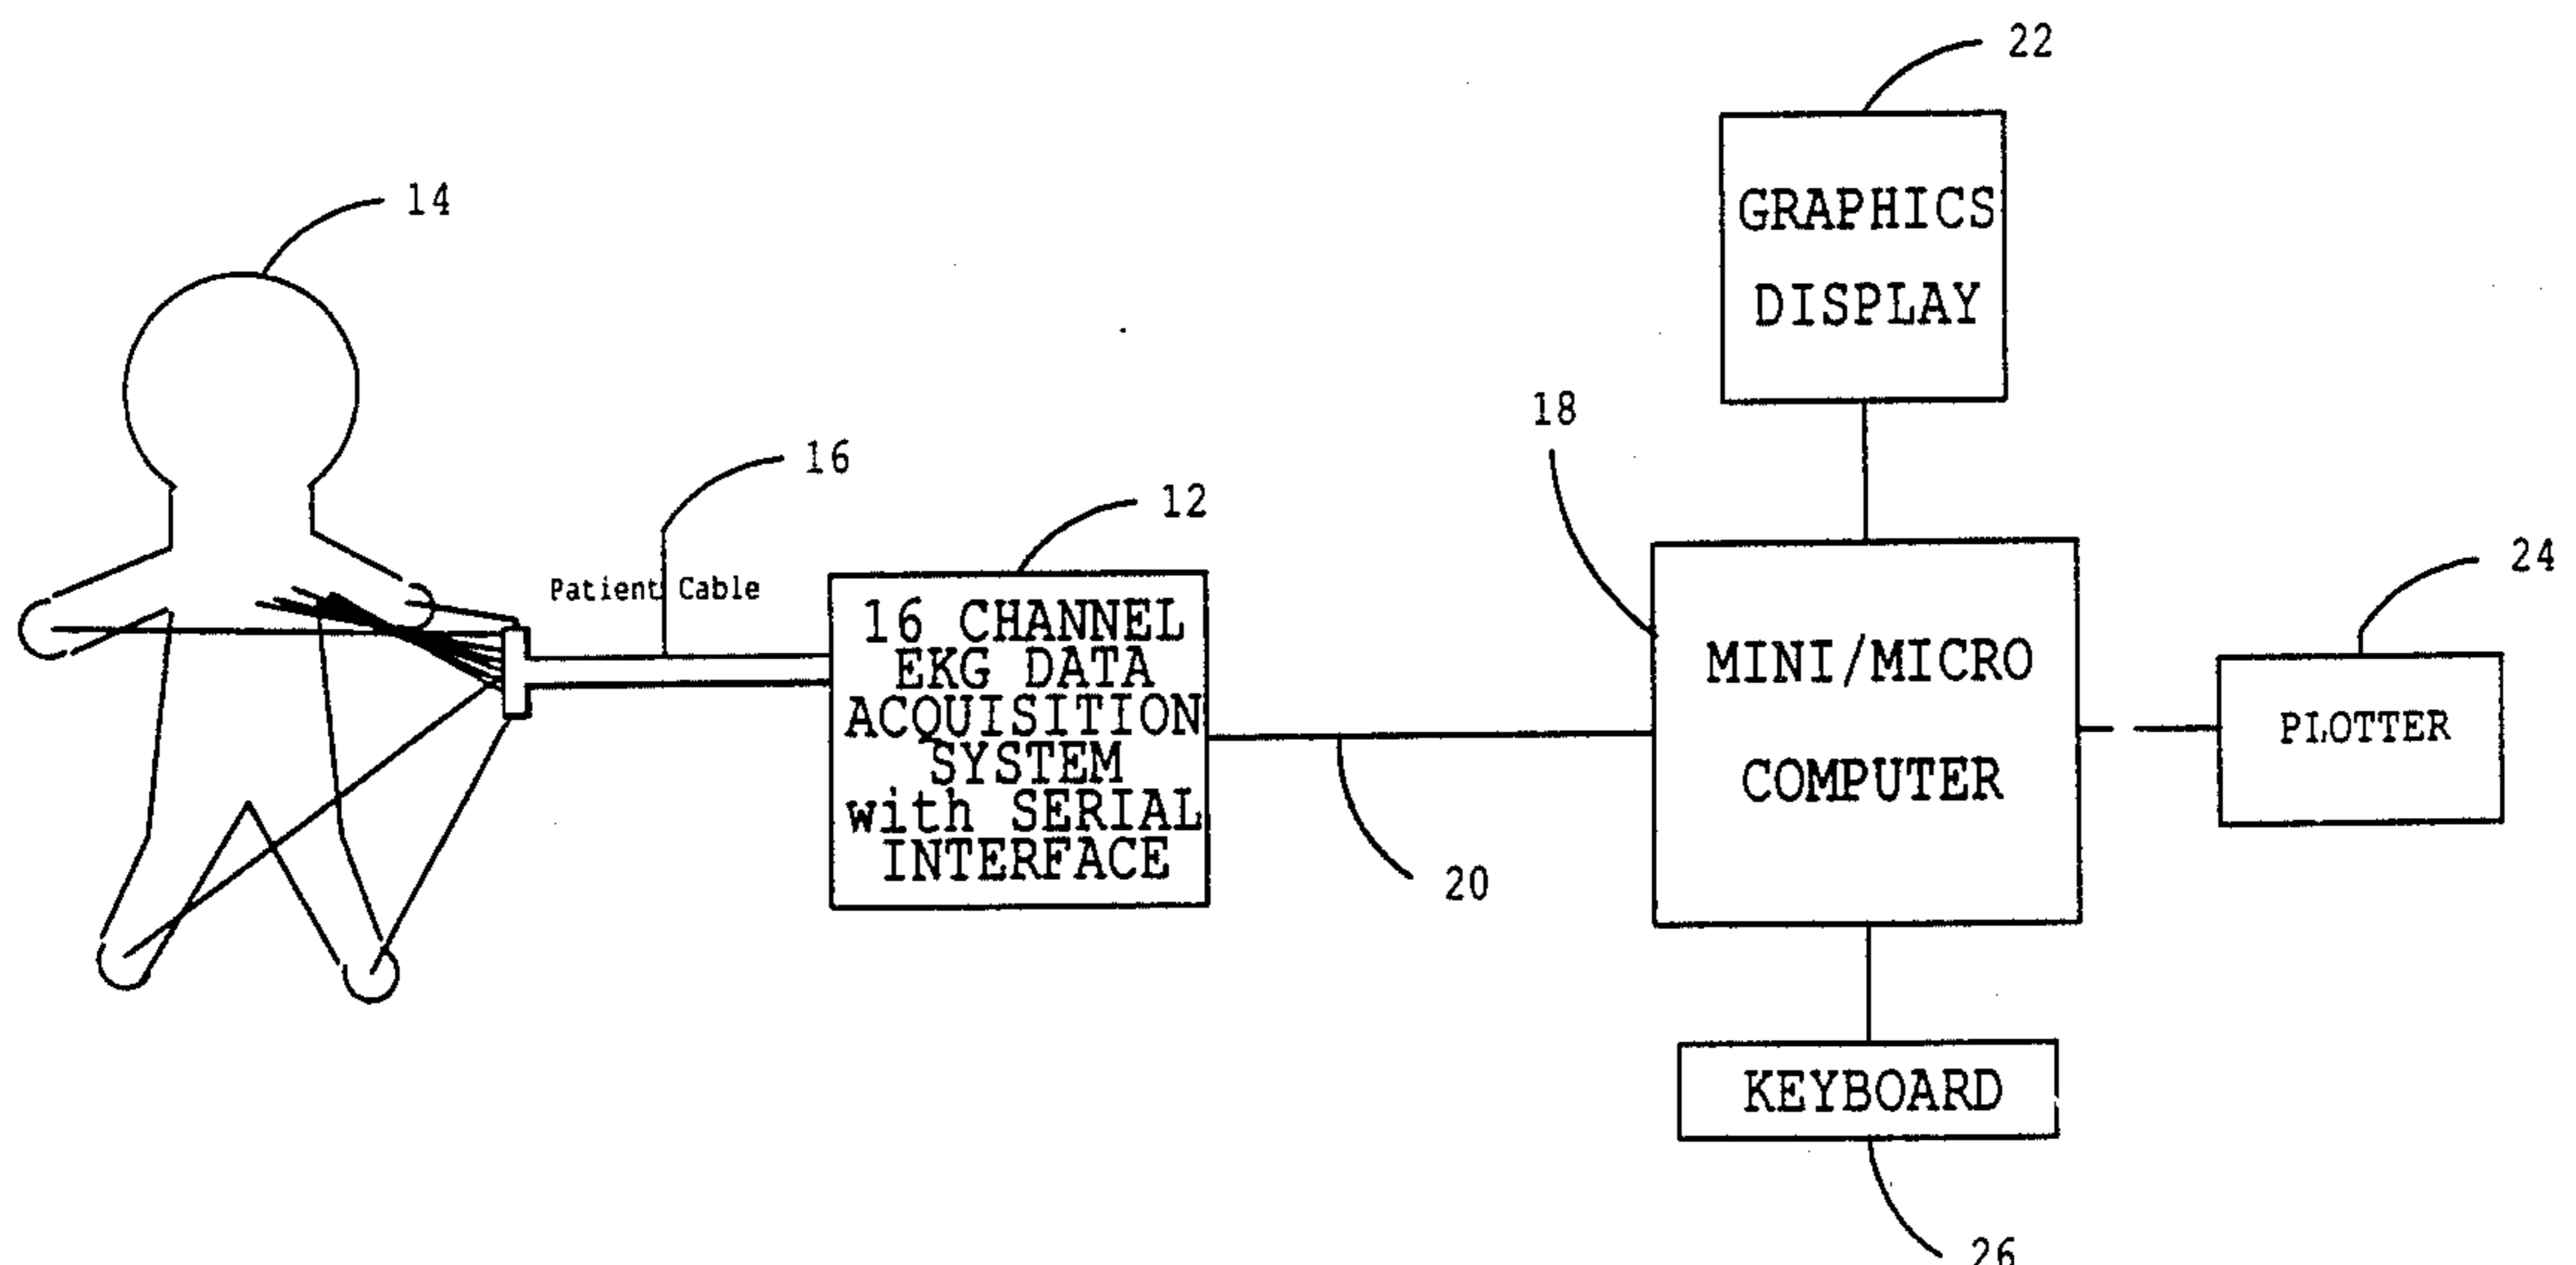 22
14
GRAPHICS
DISPLAY
18
16
12
24
Patient Cable
16 CHANNEL
EKG DATA
ACQUISITION
SYSTEM
with SERIAL
INTERFACE
MINI/MICRO
COMPUTER
PLOTTER
20
KEYBOARD
26